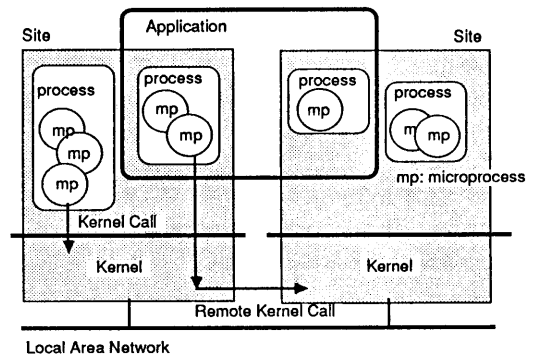 Application
Site
Site
process
process
process
process
mp
mp
mp
mp
mp
mp
m
mp
mp: microprocess
Kernel Call
Kernel
Kernel
Remote Kernel Call
Local Area Network